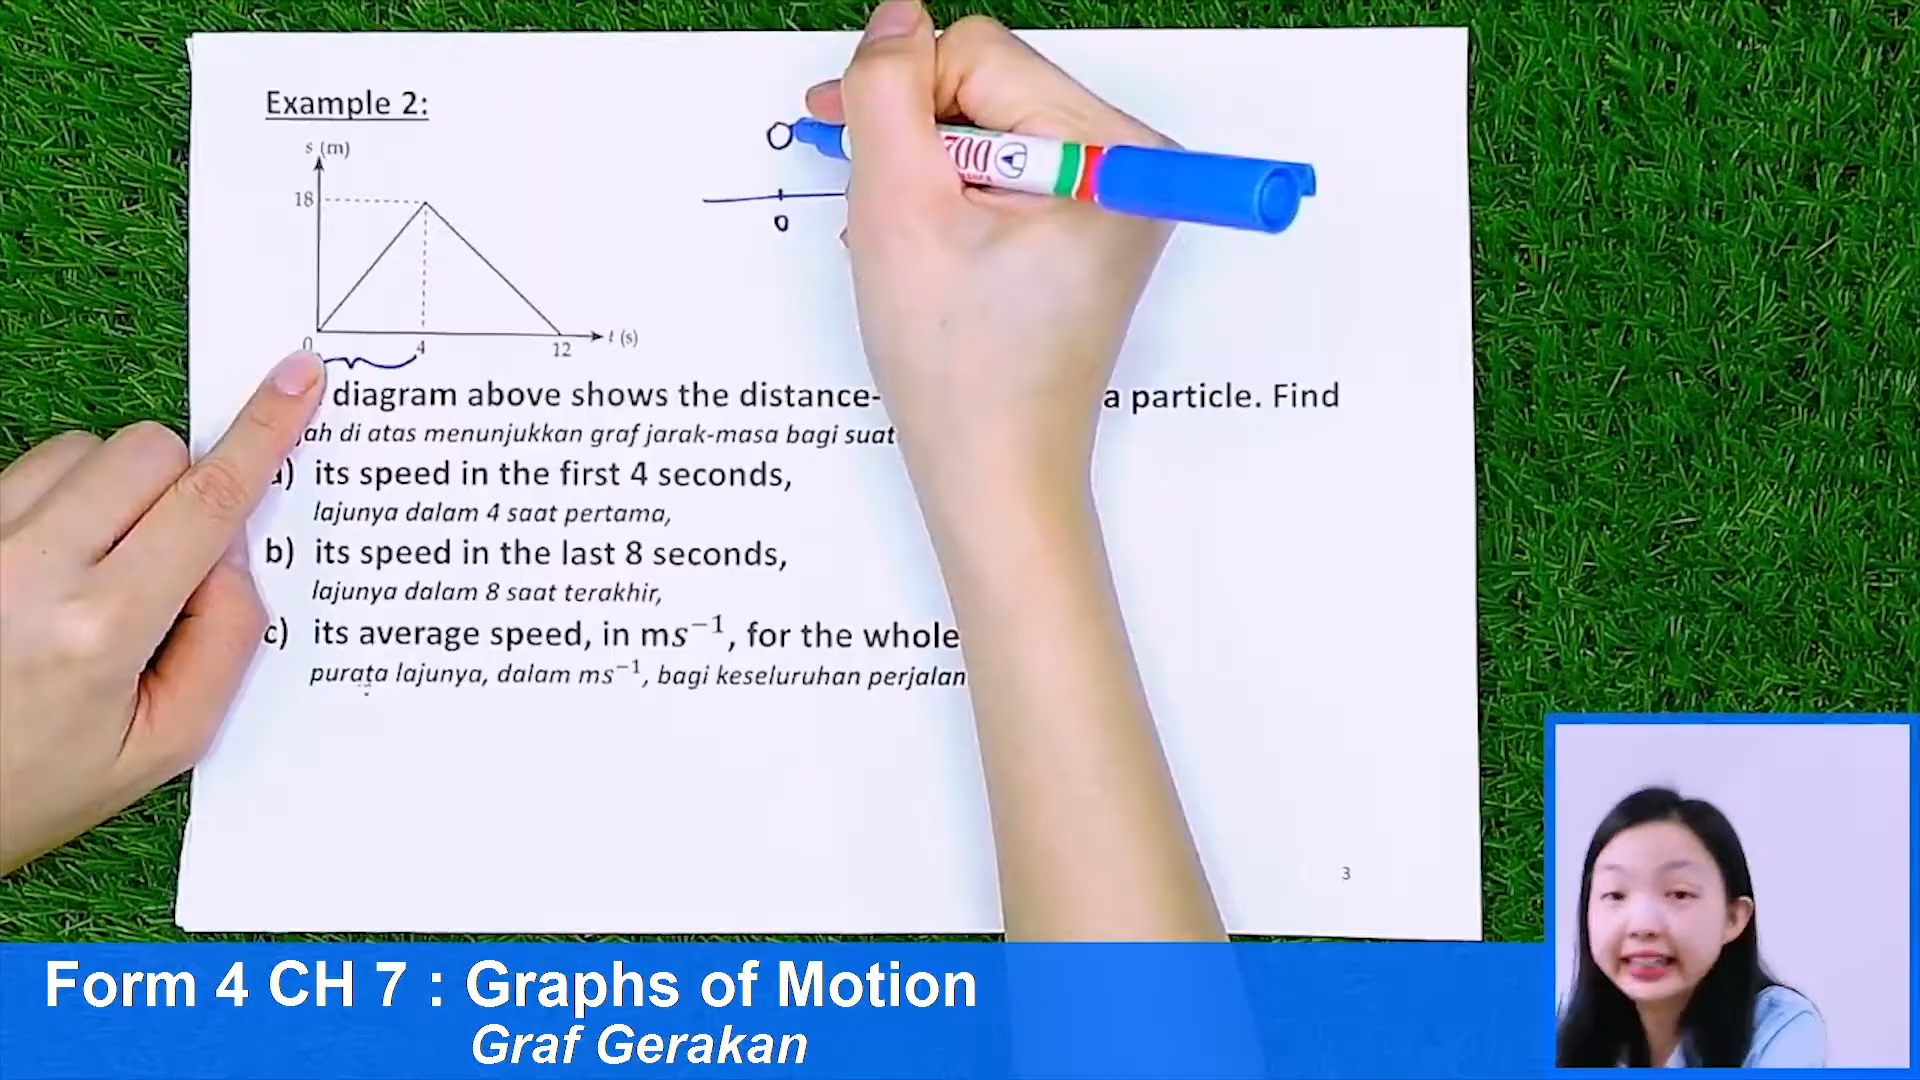 Example 2:
s (m)
18
0
4
12
t (s)
0
diagram above shows the distance- a particle. Find
ah di atas menunjukkan graf jarak-masa bagi suat
a) its speed in the first 4 seconds,
lajunya dalam 4 saat pertama,
b) its speed in the last 8 seconds,
lajunya dalam 8 saat terakhir,
c) its average speed, in ms⁻¹, for the whole
purata lajunya, dalam ms⁻¹, bagi keseluruhan perjalan
3
Form 4 CH 7 : Graphs of Motion
Graf Gerakan